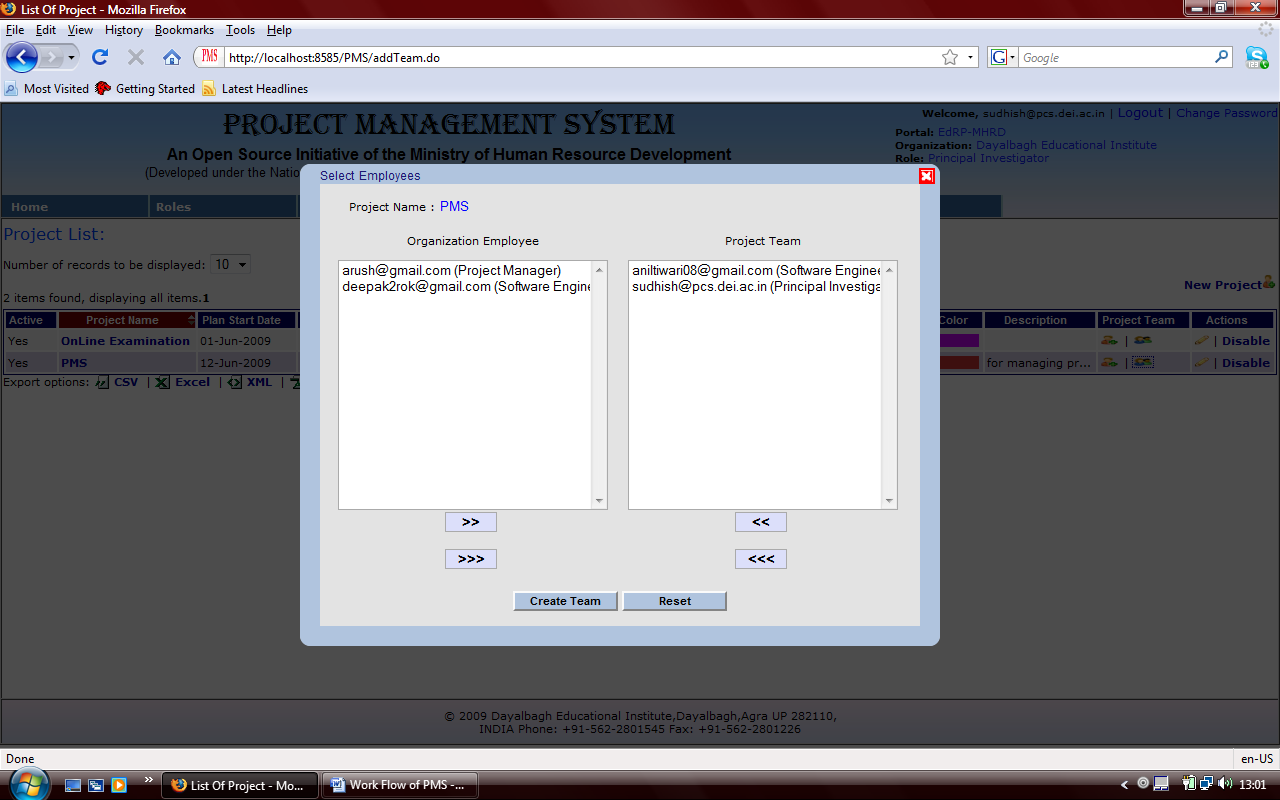 List Of Project - Mozilla Firefox
File Edit View History Bookmarks Tools Help
PMS http://localhost:8585/PMS/addTeam.do G Google
Most Visited Getting Started Latest Headlines
PROJECT MANAGEMENT SYSTEM
An Open Source Initiative of the Ministry of Human Resource Development
(Developed under the Natio
Welcome, sudhish@pcs.dei.ac.in | Logout | Change Password
Portal: EdRP-MHRD
Organization: Dayalbagh Educational Institute
Role: Principal Investigator
Home Roles
Project List:
Number of records to be displayed: 10
2 items found, displaying all items.1
New Project
Active Project Name Plan Start Date Color Description Project Team Actions
Yes OnLine Examination 01-Jun-2009 | | Disable
Yes PMS 12-Jun-2009 for managing pr... | | Disable
Export options: CSV | Excel | XML |
Select Employees
Project Name : PMS
Organization Employee Project Team
arush@gmail.com (Project Manager) aniltiwari08@gmail.com (Software Enginee
deepak2rok@gmail.com (Software Engine sudhish@pcs.dei.ac.in (Principal Investiga
>> <<
>>> <<<
Create Team Reset
© 2009 Dayalbagh Educational Institute,Dayalbagh,Agra UP 282110,
INDIA Phone: +91-562-2801545 Fax: +91-562-2801226
Done en-US
List Of Project - Mo... Work Flow of PMS -... 13:01